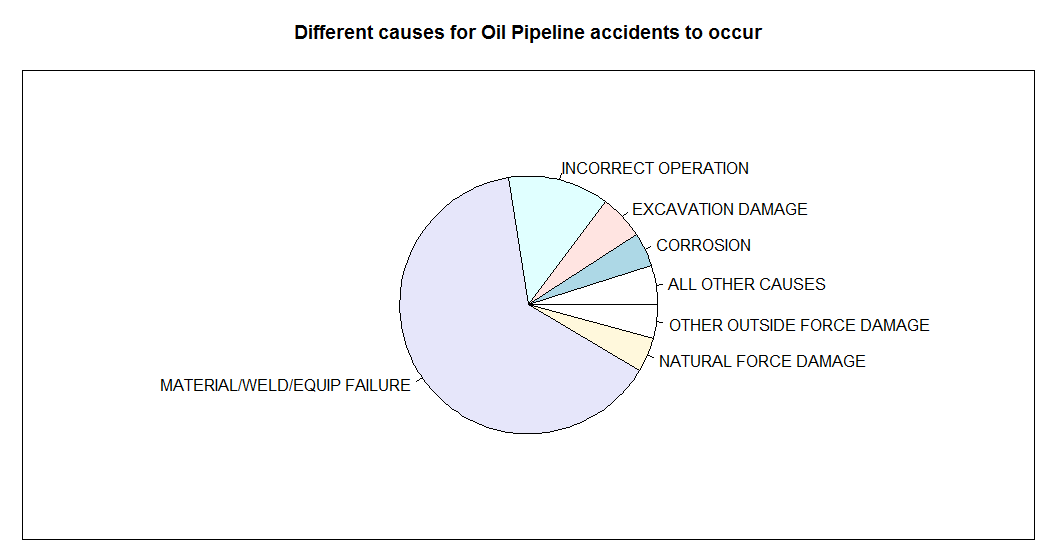 Different causes for Oil Pipeline accidents to occur
INCORRECT OPERATION
EXCAVATION DAMAGE
CORROSION
ALL OTHER CAUSES
OTHER OUTSIDE FORCE DAMAGE
NATURAL FORCE DAMAGE
MATERIAL/WELD/EQUIP FAILURE